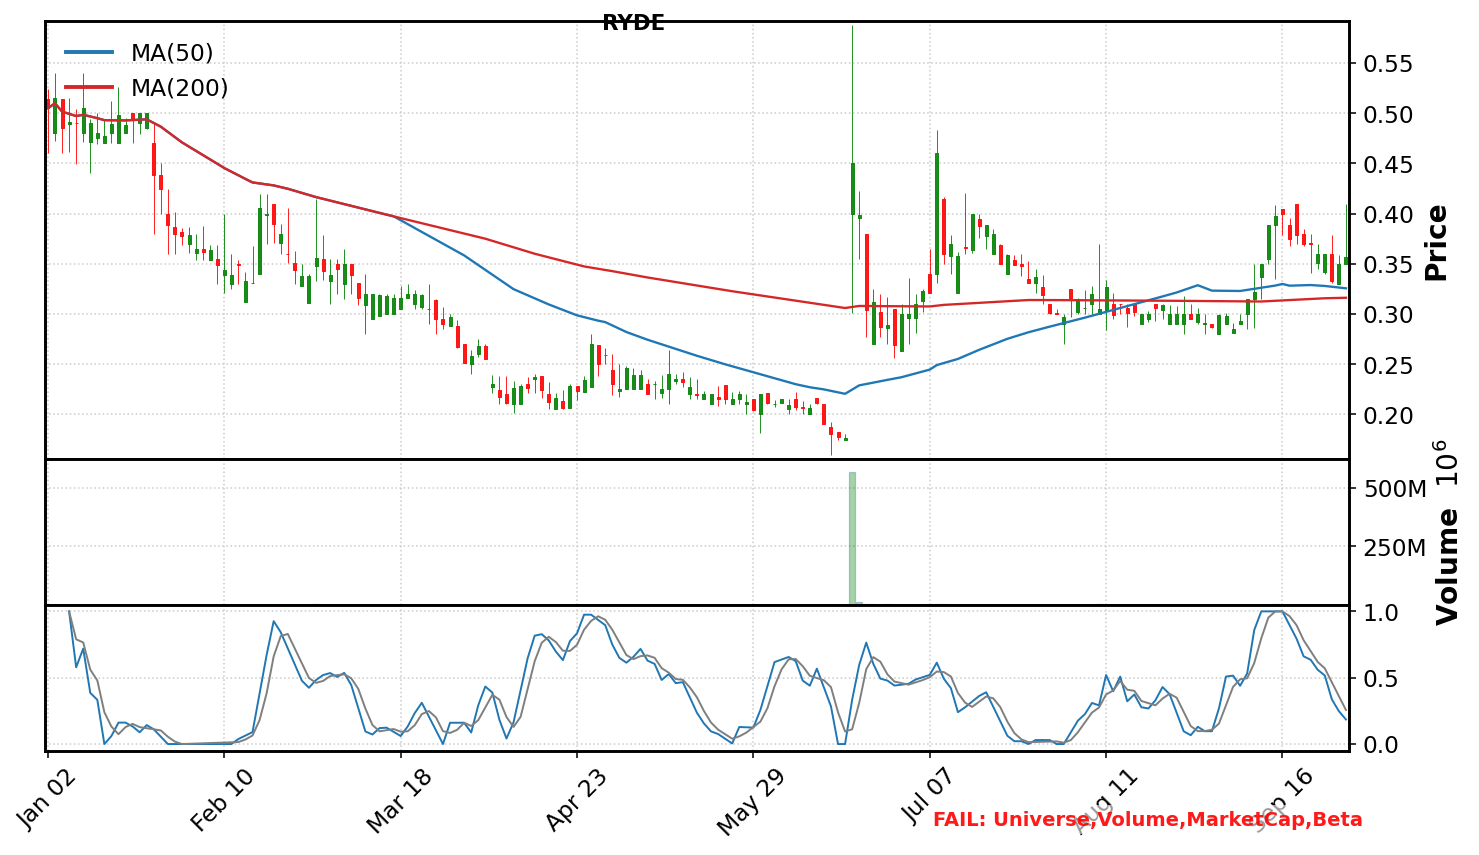 RYDE
MA(50)
MA(200)
0.55
0.50
0.45
0.40
0.35
0.30
0.25
0.20
Price
500M
250M
Volume 10^6
1.0
0.5
0.0
Jan 02
Feb 10
Mar 18
Apr 23
May 29
Jul 07
Aug 11
Sep 16
FAIL: Universe,Volume,MarketCap,Beta